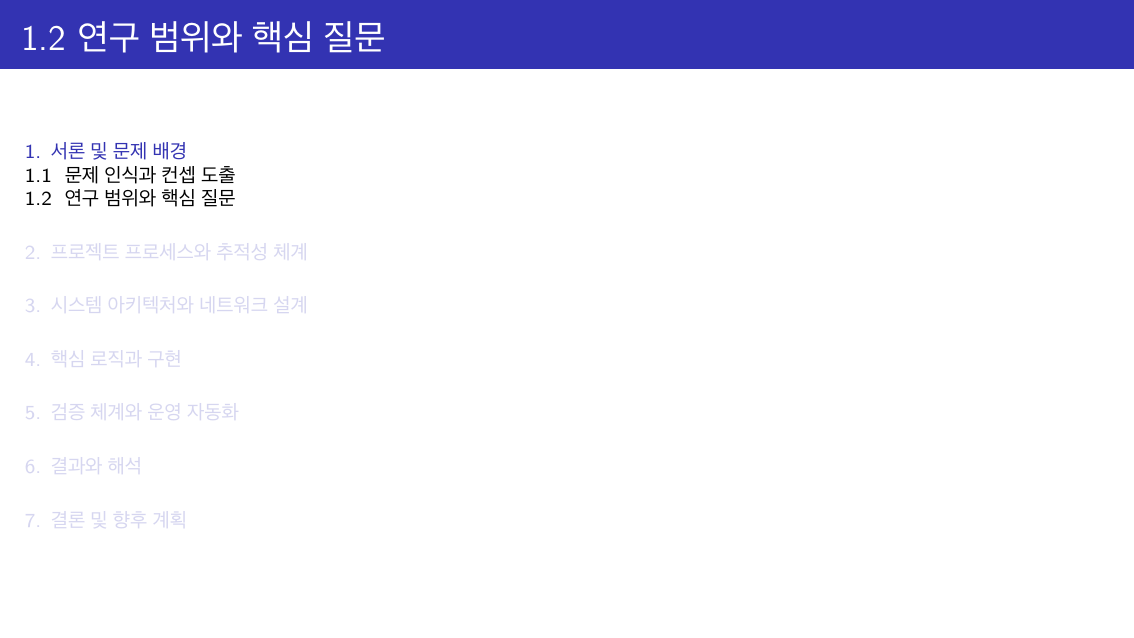 1.2 연구 범위와 핵심 질문
1. 서론 및 문제 배경
1.1 문제 인식과 컨셉 도출
1.2 연구 범위와 핵심 질문
2. 프로젝트 프로세스와 추적성 체계
3. 시스템 아키텍처와 네트워크 설계
4. 핵심 로직과 구현
5. 검증 체계와 운영 자동화
6. 결과와 해석
7. 결론 및 향후 계획